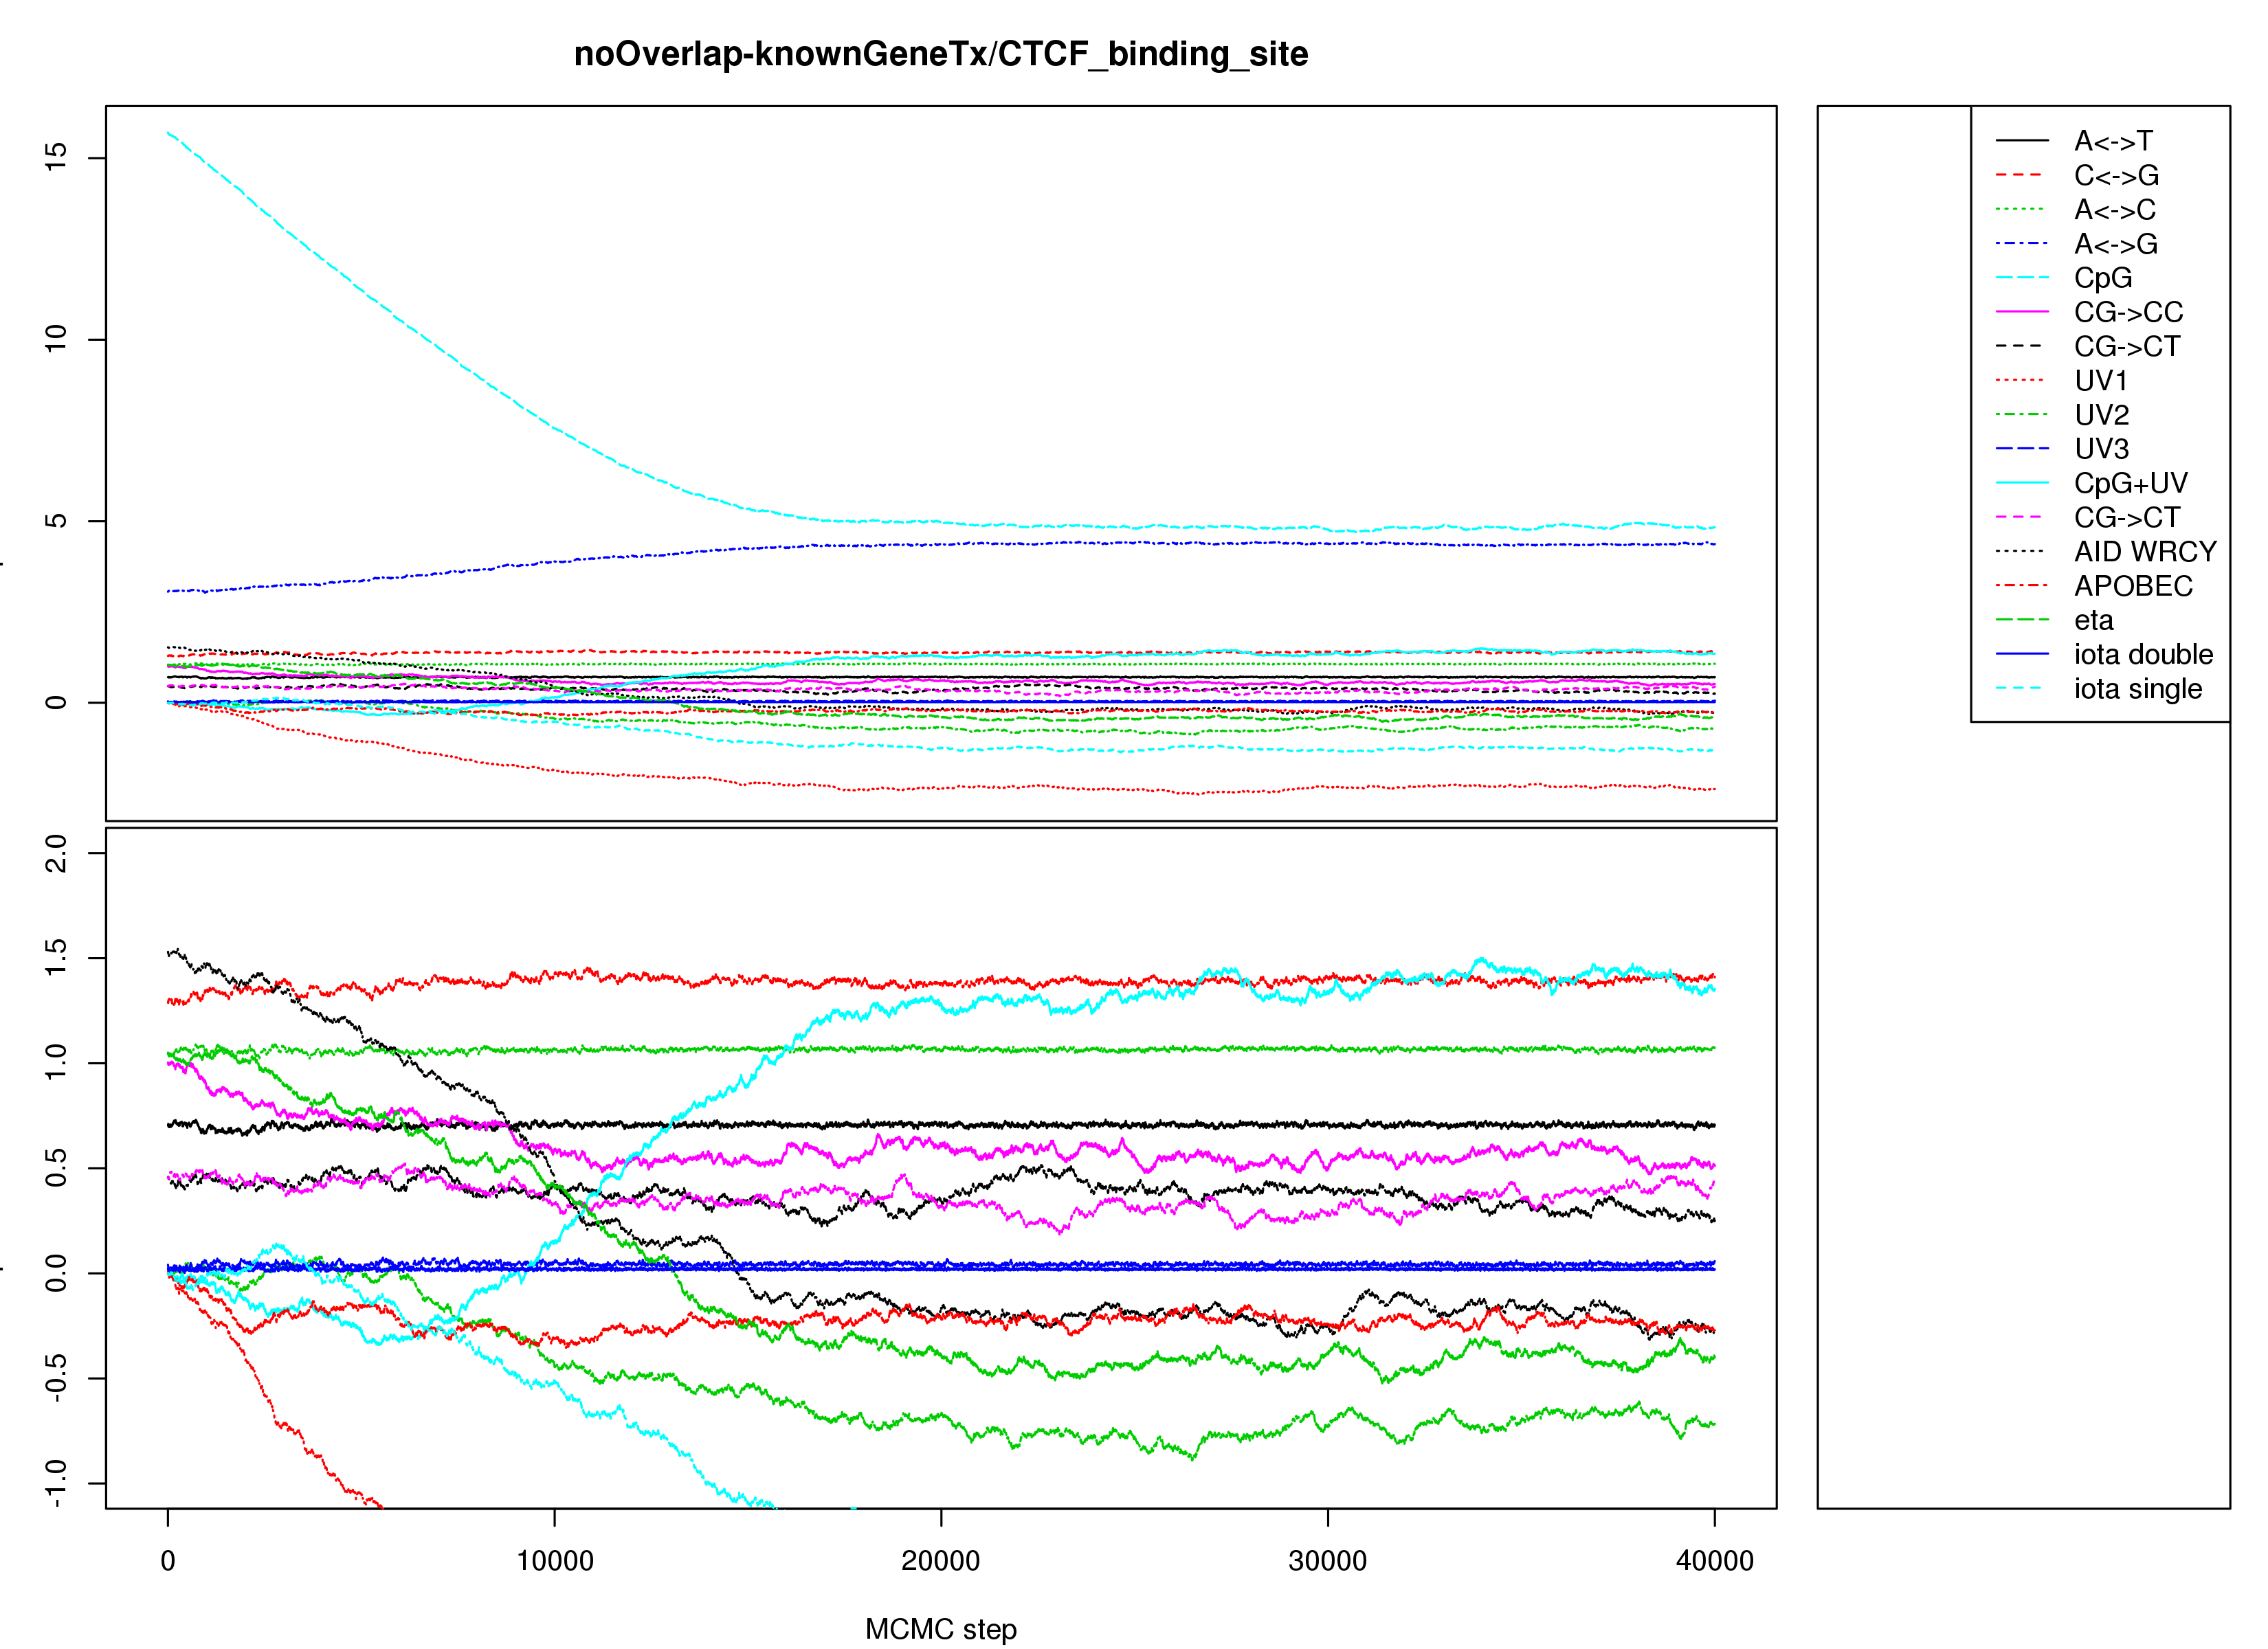 noOverlap-knownGeneTx/CTCF_binding_site
15
10
5
0
A<->T
C<->G
A<->C
A<->G
CpG
CG->CC
CG->CT
UV1
UV2
UV3
CpG+UV
CG->CT
AID WRCY
APOBEC
eta
iota double
iota single
2.0
1.5
1.0
0.5
0.0
-0.5
-1.0
0 10000 20000 30000 40000
MCMC step